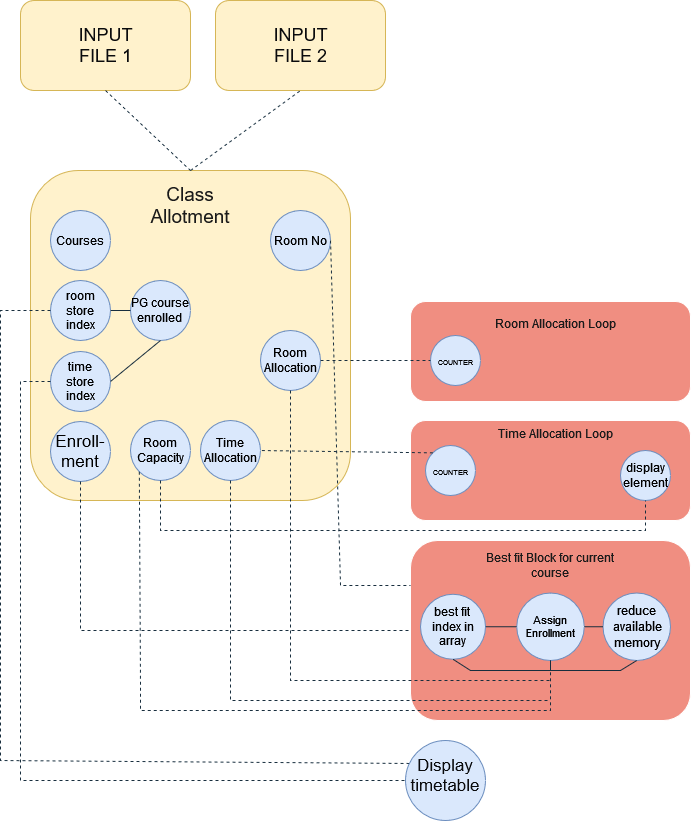 INPUT
FILE 1
INPUT
FILE 2
Class
Allotment
Courses
Room No
room
store
index
PG course
enrolled
time
store
index
Room
Allocation
Enroll-
ment
Room
Capacity
Time
Allocation
Room Allocation Loop
COUNTER
Time Allocation Loop
COUNTER
display
element
Best fit Block for current
course
best fit
index in
array
Assign
Enrollment
reduce
available
memory
Display
timetable